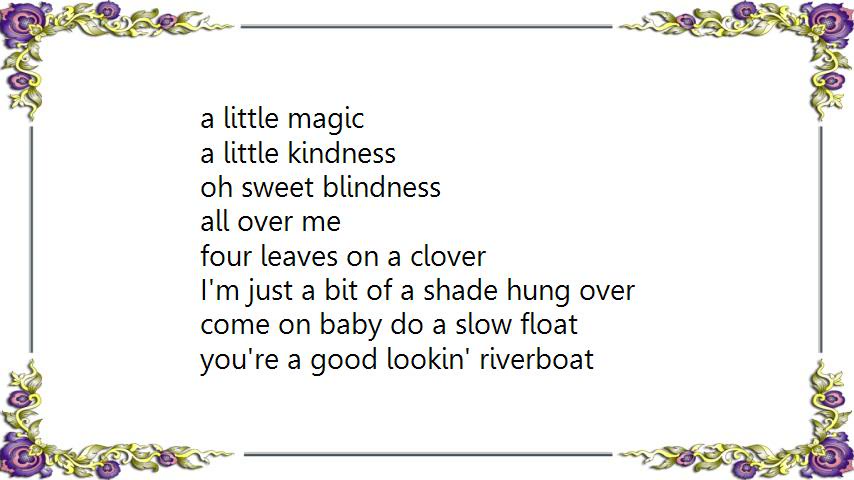 a little magic
a little kindness
oh sweet blindness
all over me
four leaves on a clover
I'm just a bit of a shade hung over
come on baby do a slow float
you're a good lookin' riverboat